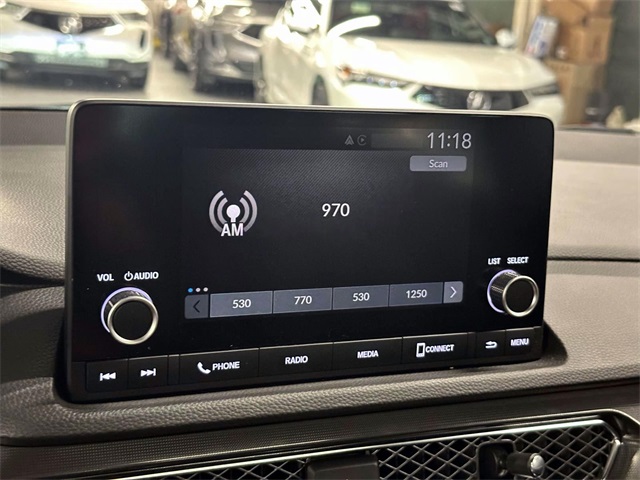 11:18
Scan
AM
970
VOL AUDIO
LIST SELECT
530 770 530 1250
PHONE RADIO MEDIA CONNECT MENU